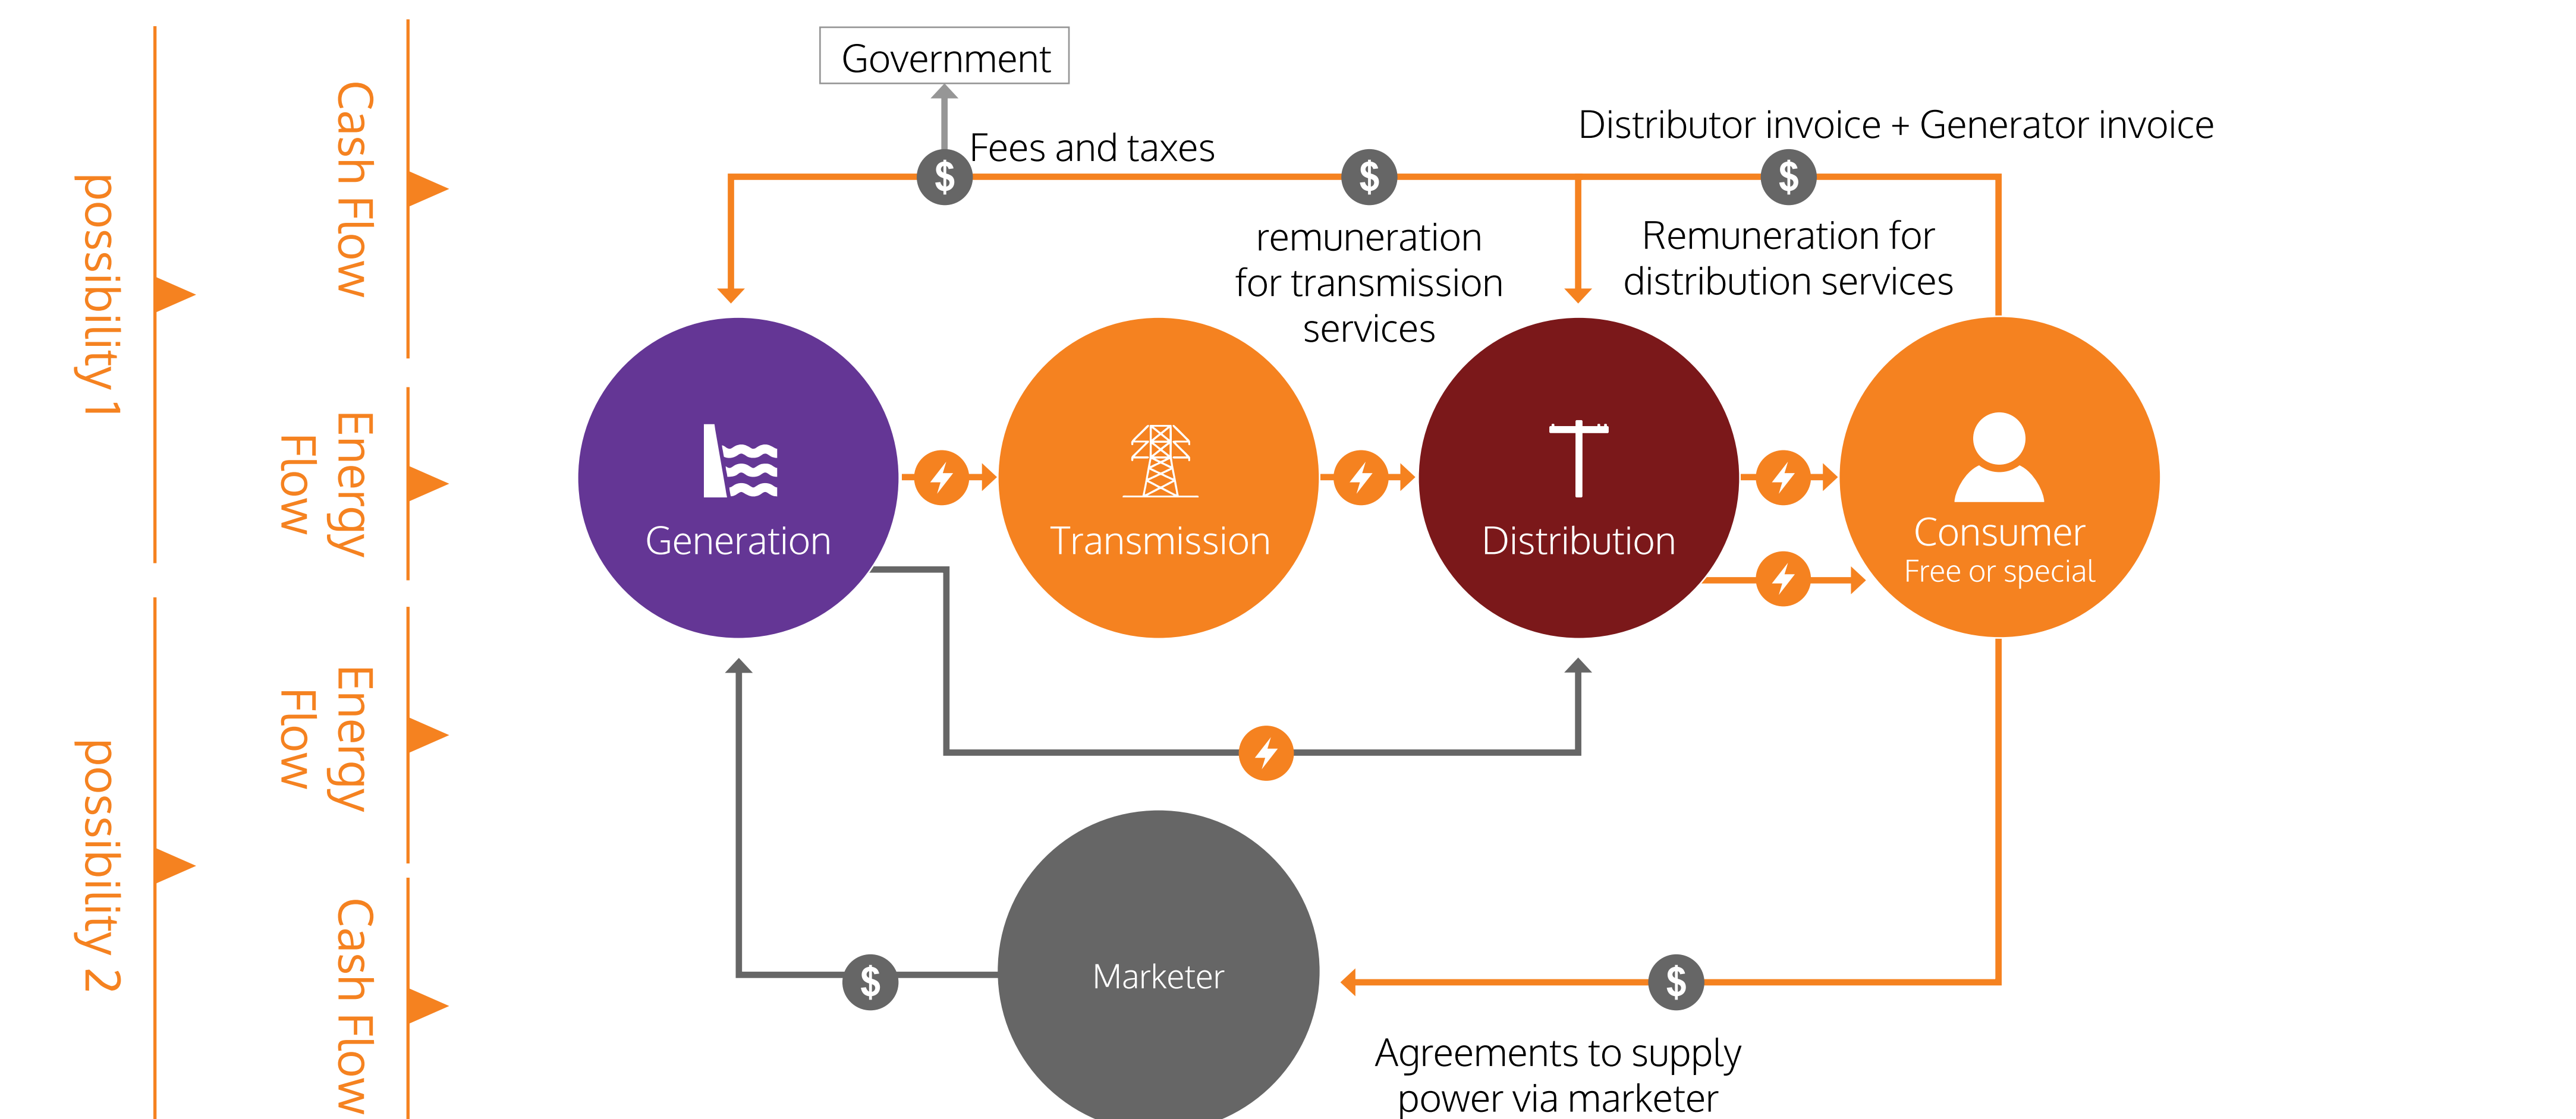 Government
Fees and taxes
Distributor invoice + Generator invoice
remuneration
for transmission
services
Remuneration for
distribution services
possibility 1
Cash Flow
Energy
Flow
Generation
Transmission
Distribution
Consumer
Free or special
possibility 2
Energy
Flow
Cash Flow
Marketer
Agreements to supply
power via marketer
$
$
$
$
$